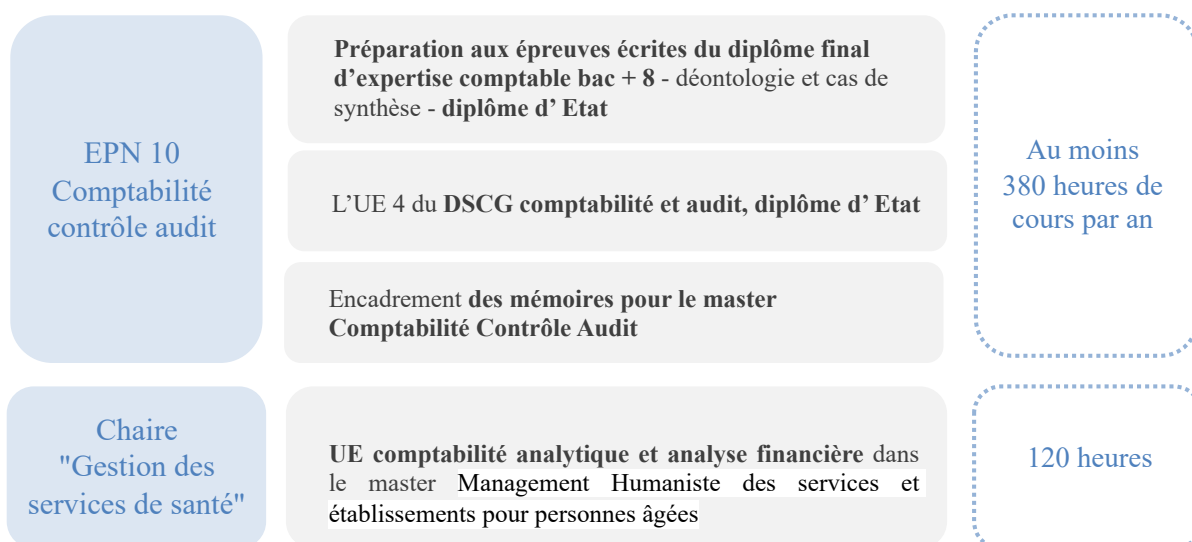 EPN 10
Comptabilité
contrôle audit
Préparation aux épreuves écrites du diplôme final
d’expertise comptable bac + 8 - déontologie et cas de
synthèse - diplôme d’ Etat
L’UE 4 du DSCG comptabilité et audit, diplôme d’ Etat
Encadrement des mémoires pour le master
Comptabilité Contrôle Audit
Au moins
380 heures de
cours par an
Chaire
"Gestion des
services de santé"
UE comptabilité analytique et analyse financière dans
le master Management Humaniste des services et
établissements pour personnes âgées
120 heures